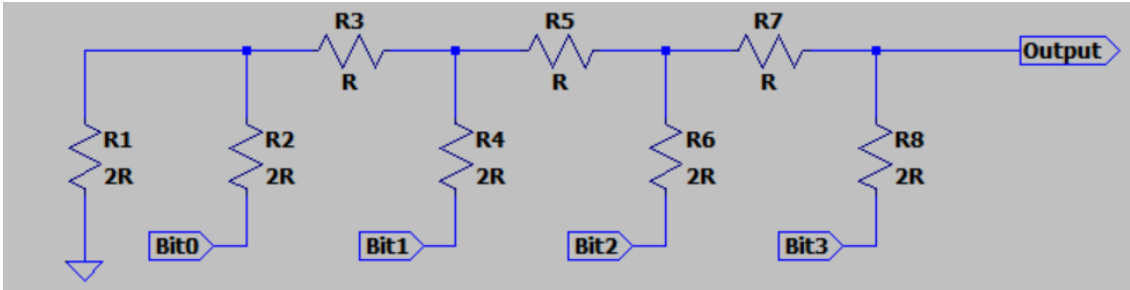 R3
R5
R7
Output
R
R
R
R1
R2
R4
R6
R8
2R
2R
2R
2R
2R
Bit0
Bit1
Bit2
Bit3